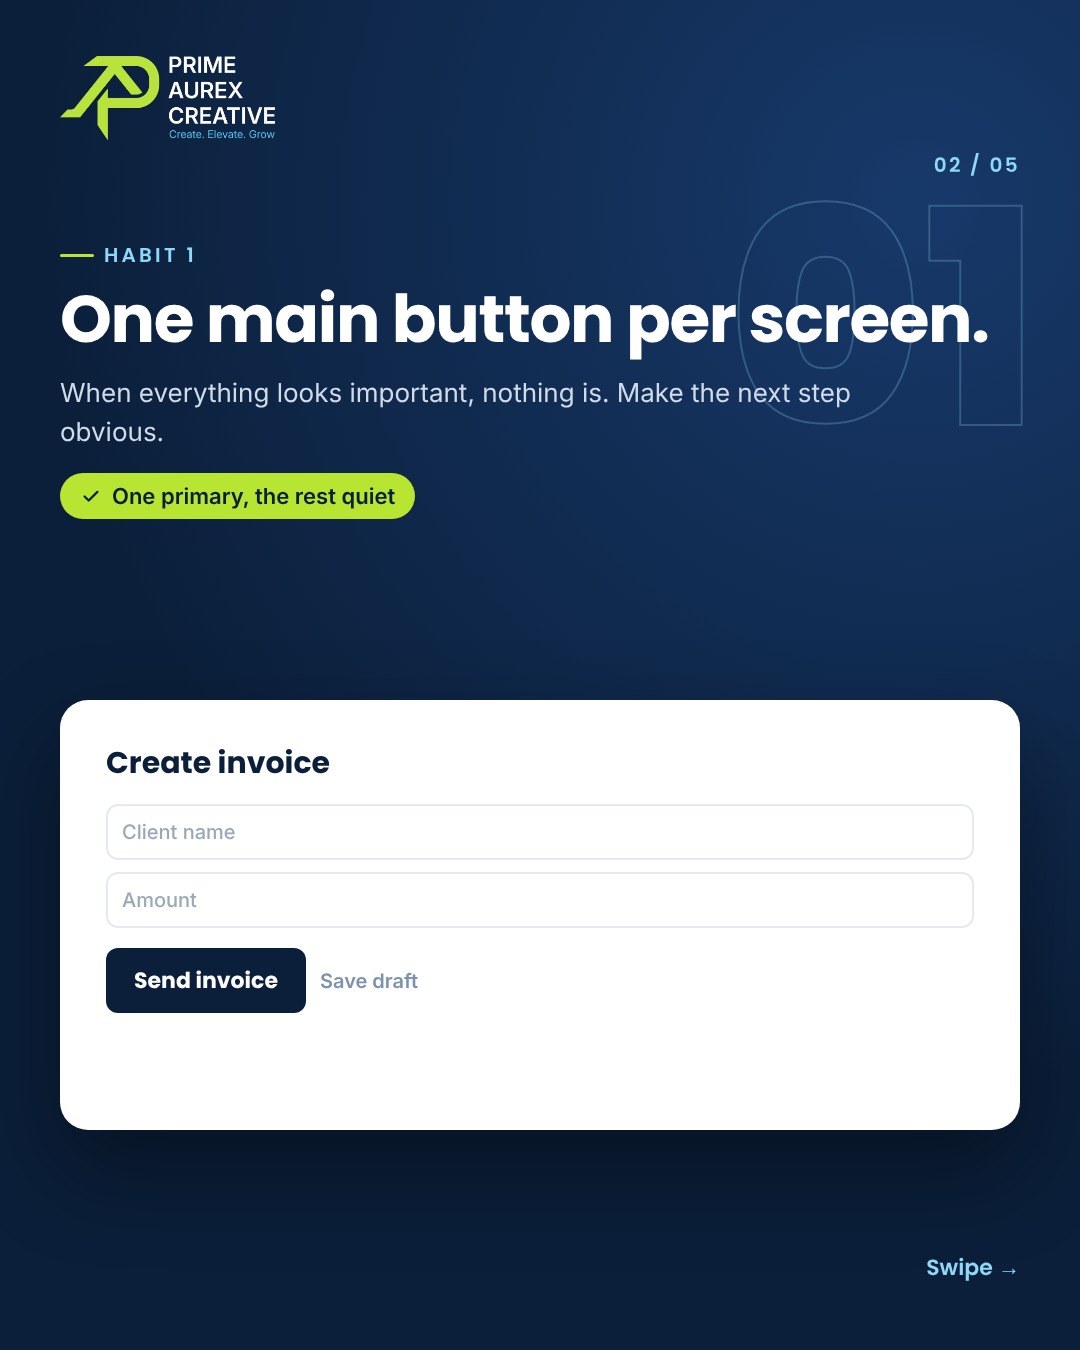 PRIME
AUREX
CREATIVE
Create. Elevate. Grow
02 / 05
01
HABIT 1
One main button per screen.
When everything looks important, nothing is. Make the next step
obvious.
✓ One primary, the rest quiet
Create invoice
Client name
Amount
Send invoice
Save draft
Swipe →